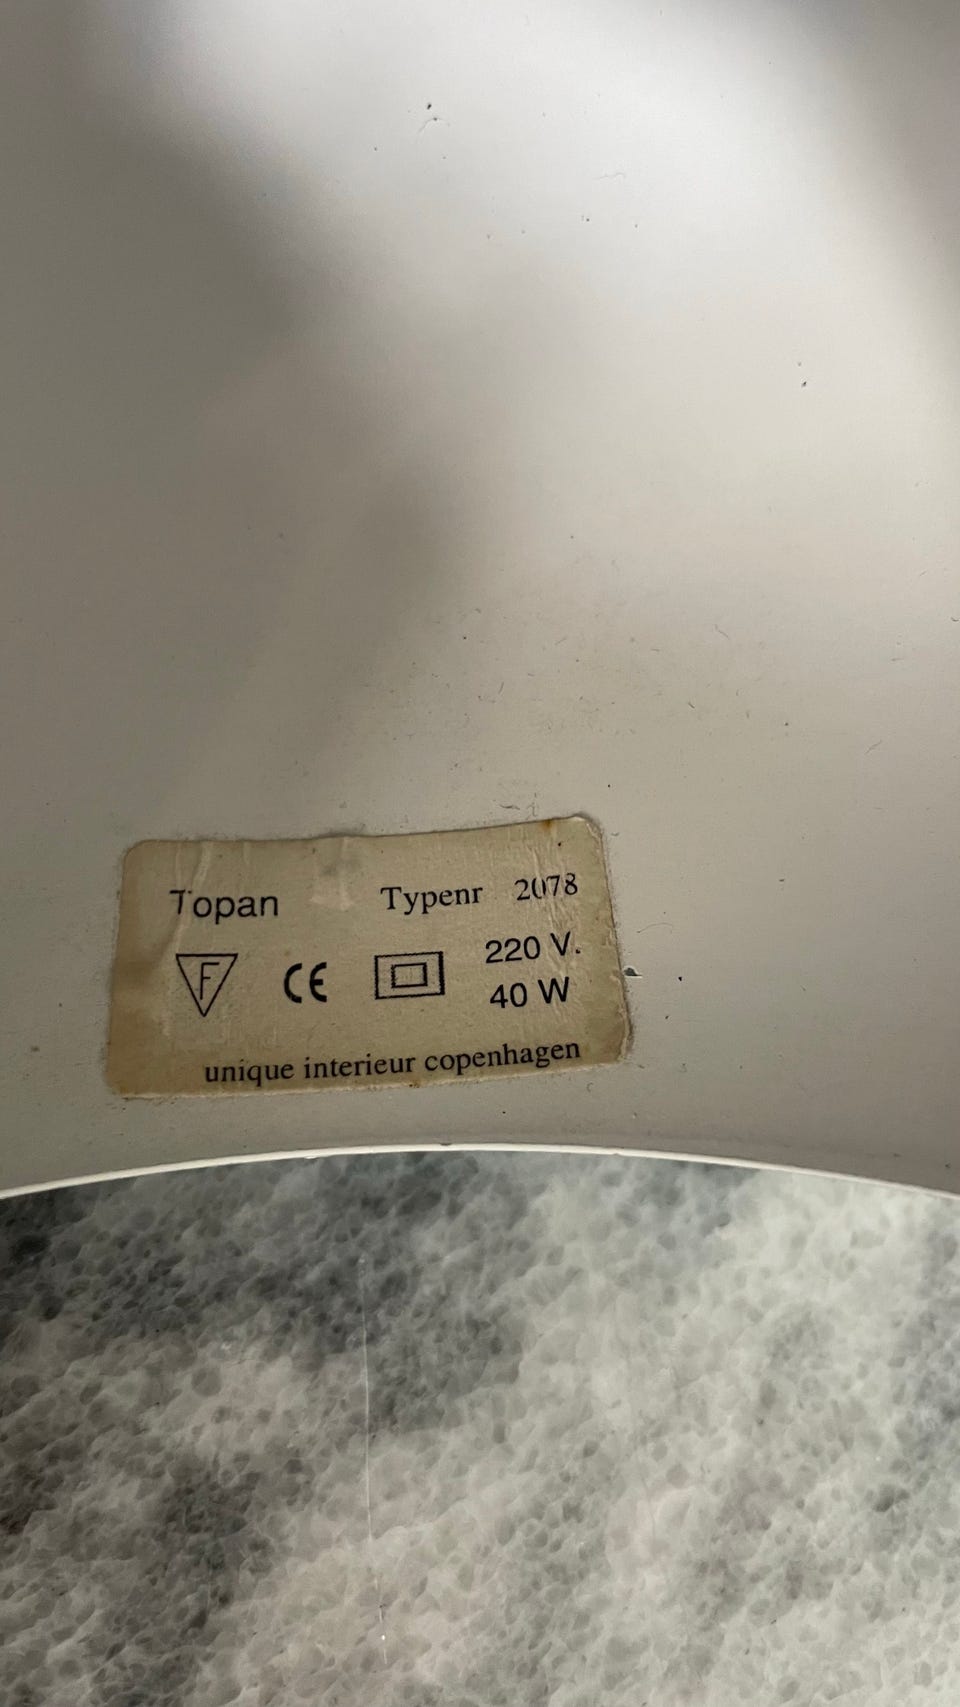 Topan Typenr 2078
F CE 220 V.
40 W
unique interieur copenhagen